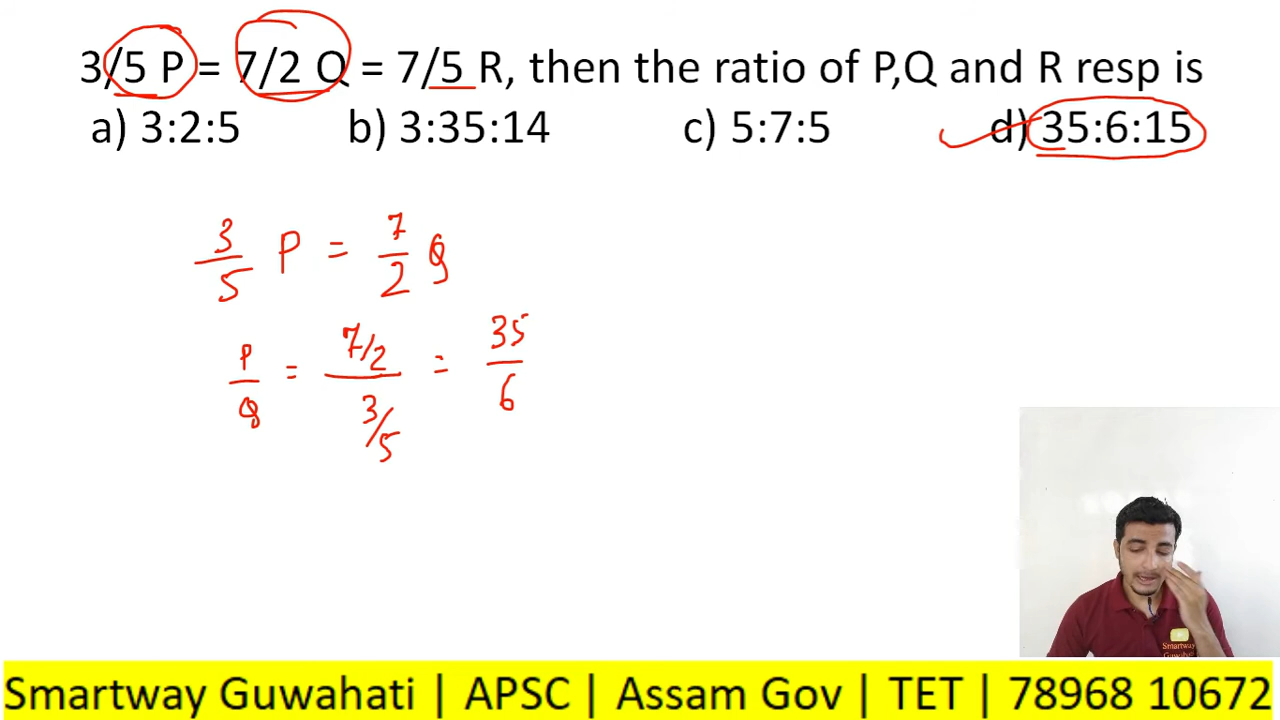 3/5 P = 7/2 Q = 7/5 R, then the ratio of P,Q and R resp is
a) 3:2:5 b) 3:35:14 c) 5:7:5 d) 35:6:15
3/5 P = 7/2 Q
P/Q = 7/2 / 3/5 = 35/6
Smartway
Guwahati
Smartway Guwahati | APSC | Assam Gov | TET | 78968 10672